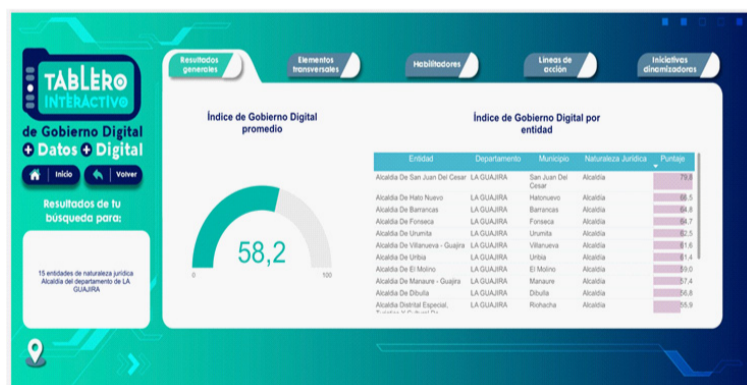 TABLERO
INTERACTIVO
de Gobierno Digital
+ Datos + Digital
Inicio
Volver
Resultados de tu
búsqueda para:
15 entidades de naturaleza jurídica
Alcaldía del departamento de LA
GUAJIRA
Resultados
generales
Elementos
transversales
Habilitadores
Líneas de
acción
Iniciativas
dinamizadoras
Índice de Gobierno Digital
promedio
58,2
0
100
Índice de Gobierno Digital por
entidad
Entidad Departamento Municipio Naturaleza Jurídica Puntaje
Alcaldía De San Juan Del Cesar LA GUAJIRA San Juan Del Alcaldía 79,8
Cesar
Alcaldía De Hato Nuevo LA GUAJIRA Hatonuevo Alcaldía 66,5
Alcaldía De Barrancas LA GUAJIRA Barrancas Alcaldía 64,8
Alcaldía De Fonseca LA GUAJIRA Fonseca Alcaldía 64,7
Alcaldía De Urumita LA GUAJIRA Urumita Alcaldía 62,5
Alcaldía De Villanueva - Guajira LA GUAJIRA Villanueva Alcaldía 61,6
Alcaldía De Uribia LA GUAJIRA Uribia Alcaldía 61,4
Alcaldía De El Molino LA GUAJIRA El Molino Alcaldía 59,0
Alcaldía De Manaure - Guajira LA GUAJIRA Manaure Alcaldía 57,4
Alcaldía De Dibulla LA GUAJIRA Dibulla Alcaldía 56,8
Alcaldía Distrital Especial, LA GUAJIRA Riohacha Alcaldía 55,9